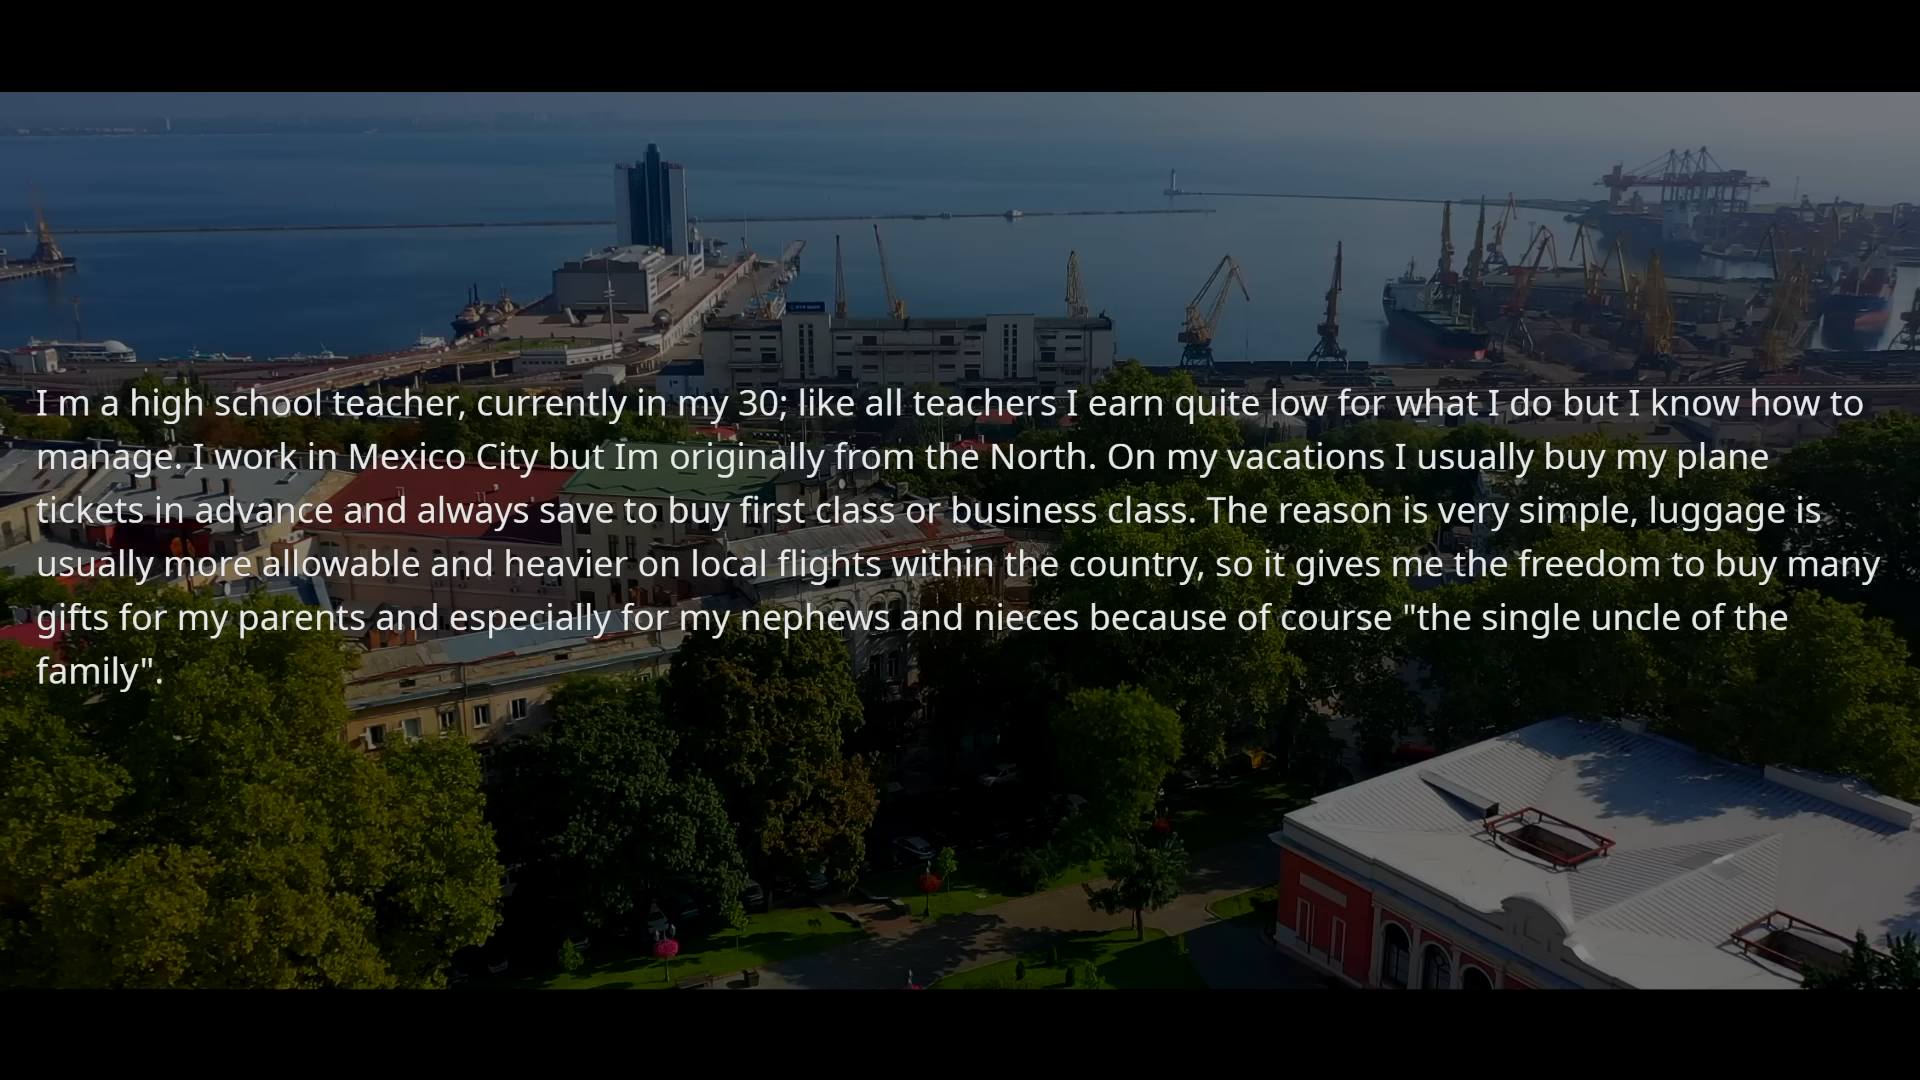 I m a high school teacher, currently in my 30; like all teachers I earn quite low for what I do but I know how to
manage. I work in Mexico City but Im originally from the North. On my vacations I usually buy my plane
tickets in advance and always save to buy first class or business class. The reason is very simple, luggage is
usually more allowable and heavier on local flights within the country, so it gives me the freedom to buy many
gifts for my parents and especially for my nephews and nieces because of course "the single uncle of the
family".